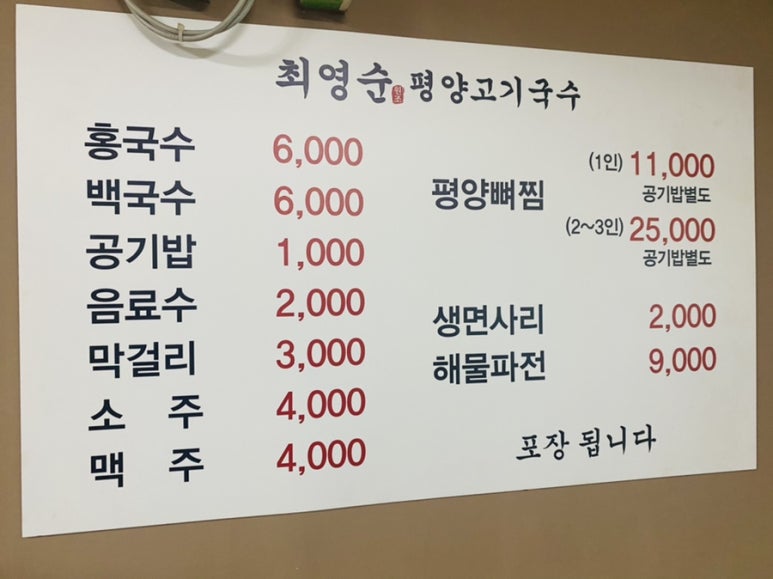 최영순 원조 평양고기국수
홍국수 6,000
백국수 6,000
공기밥 1,000
음료수 2,000
막걸리 3,000
소 주 4,000
맥 주 4,000
평양뼈찜 (1인) 11,000
공기밥별도
(2~3인) 25,000
공기밥별도
생면사리 2,000
해물파전 9,000
포장 됩니다